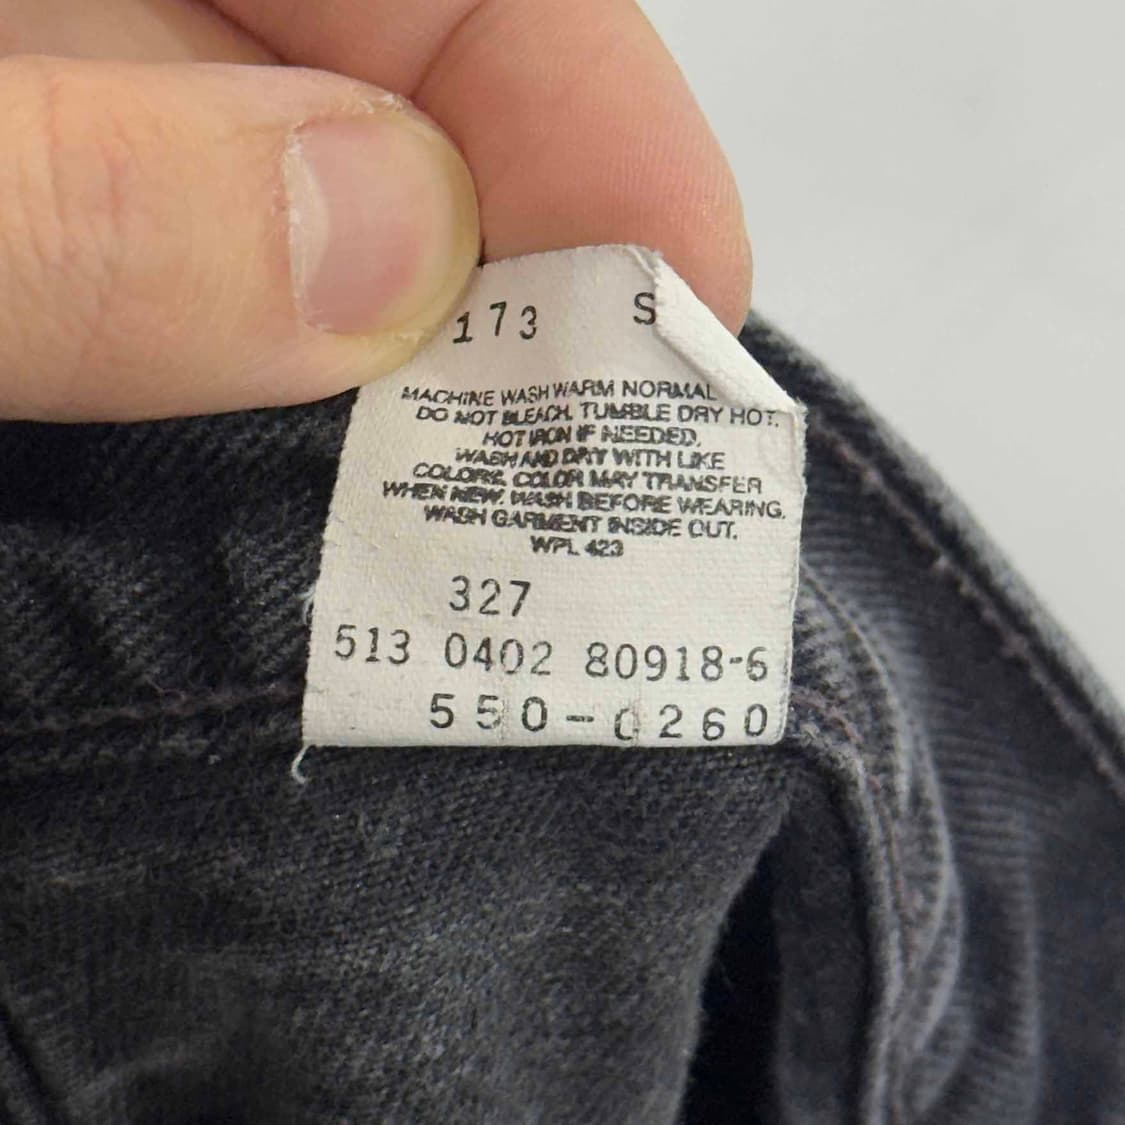 173 S
MACHINE WASH WARM NORMAL
DO NOT BLEACH. TUMBLE DRY HOT.
HOT IRON IF NEEDED.
WASH AND DRY WITH LIKE
COLORS. COLOR MAY TRANSFER
WHEN NEW. WASH BEFORE WEARING.
WASH GARMENT INSIDE OUT.
WPL 423
327
513 0402 80918-6
550-0260